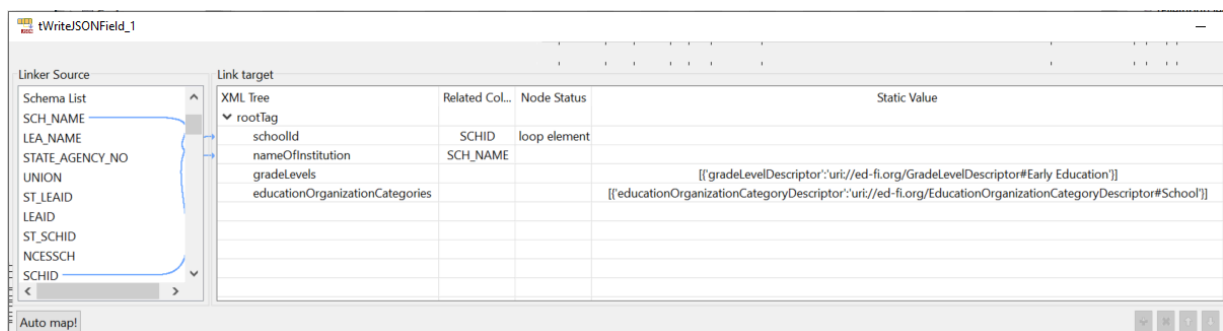 tWriteJSONField_1
Linker Source
Link target
Schema List
SCH_NAME
LEA_NAME
STATE_AGENCY_NO
UNION
ST_LEAID
LEAID
ST_SCHID
NCESSCH
SCHID
XML Tree Related Col... Node Status Static Value
rootTag
schoolId SCHID loop element
nameOfInstitution SCH_NAME
gradeLevels [{'gradeLevelDescriptor':'uri://ed-fi.org/GradeLevelDescriptor#Early Education'}]
educationOrganizationCategories [{'educationOrganizationCategoryDescriptor':'uri://ed-fi.org/EducationOrganizationCategoryDescriptor#School'}]
Auto map!